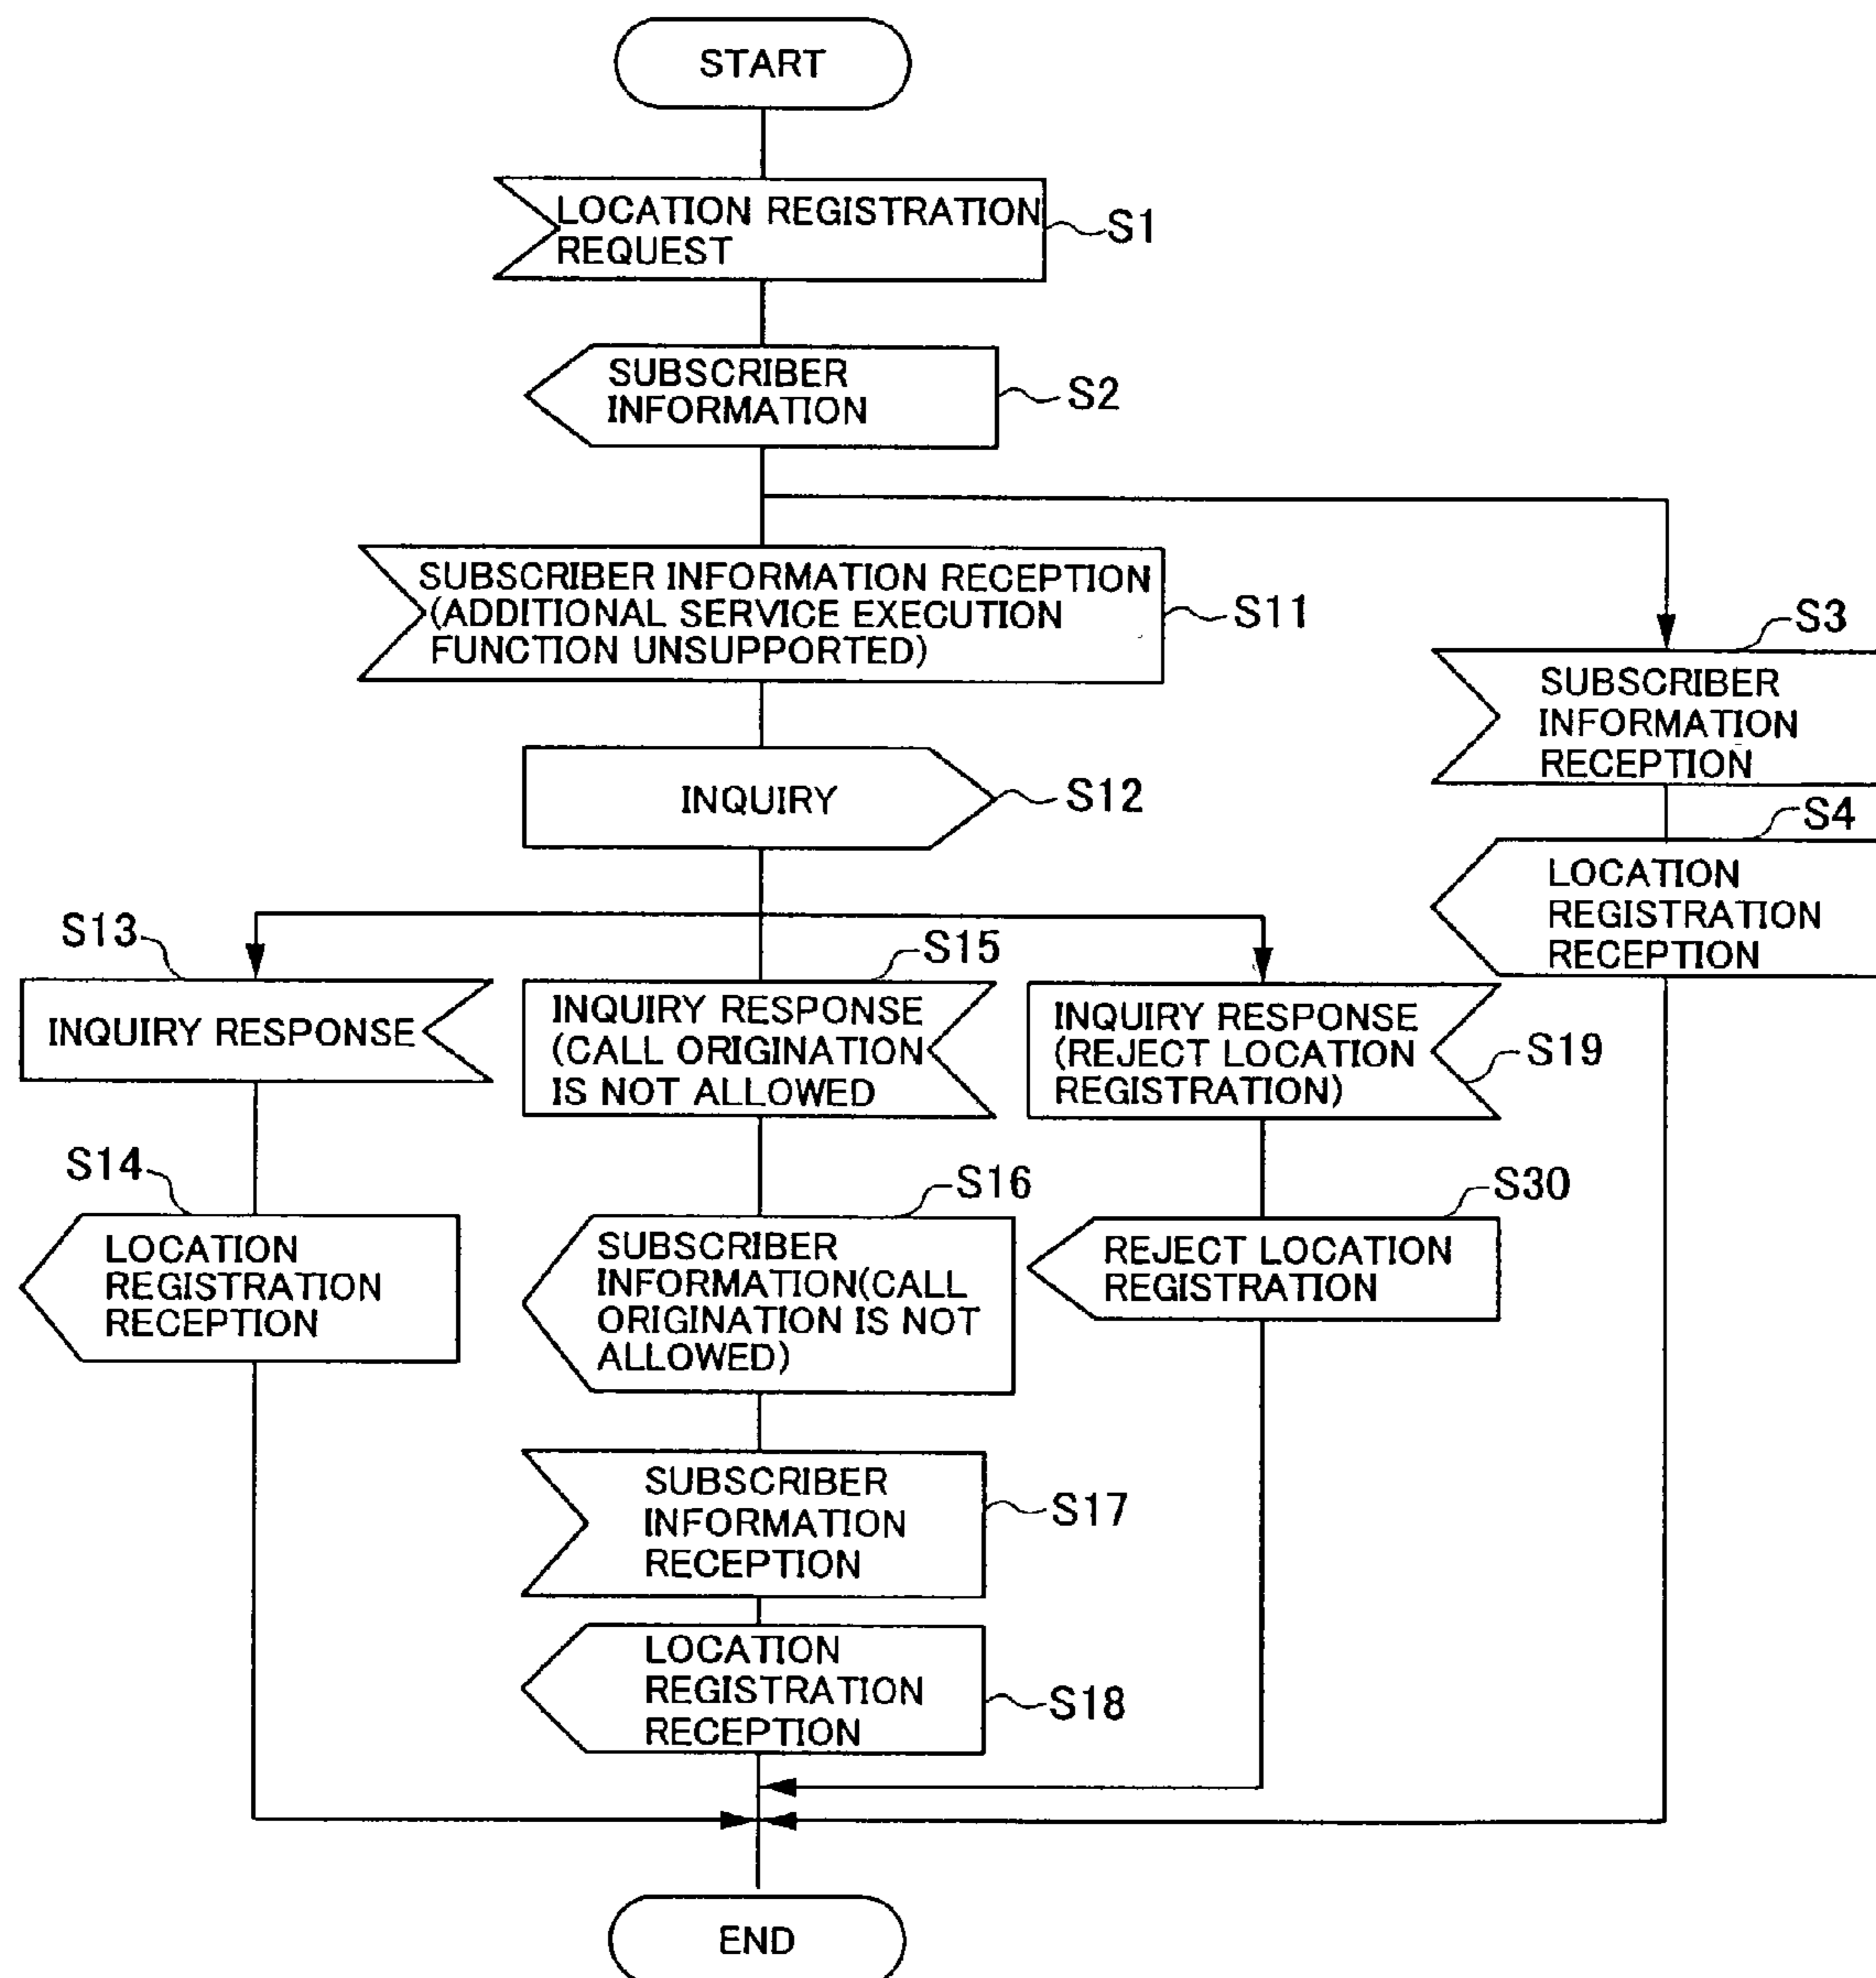 START
LOCATION REGISTRATION
REQUEST
S1
SUBSCRIBER
INFORMATION
S2
SUBSCRIBER INFORMATION RECEPTION
(ADDITIONAL SERVICE EXECUTION
FUNCTION UNSUPPORTED)
S11
S3
SUBSCRIBER
INFORMATION
RECEPTION
INQUIRY
S12
S4
LOCATION
REGISTRATION
RECEPTION
S13
INQUIRY RESPONSE
S15
INQUIRY RESPONSE
(CALL ORIGINATION
IS NOT ALLOWED
INQUIRY RESPONSE
(REJECT LOCATION
REGISTRATION)
S19
S14
LOCATION
REGISTRATION
RECEPTION
S16
SUBSCRIBER
INFORMATION(CALL
ORIGINATION IS NOT
ALLOWED)
S30
REJECT LOCATION
REGISTRATION
SUBSCRIBER
INFORMATION
RECEPTION
S17
LOCATION
REGISTRATION
RECEPTION
S18
END